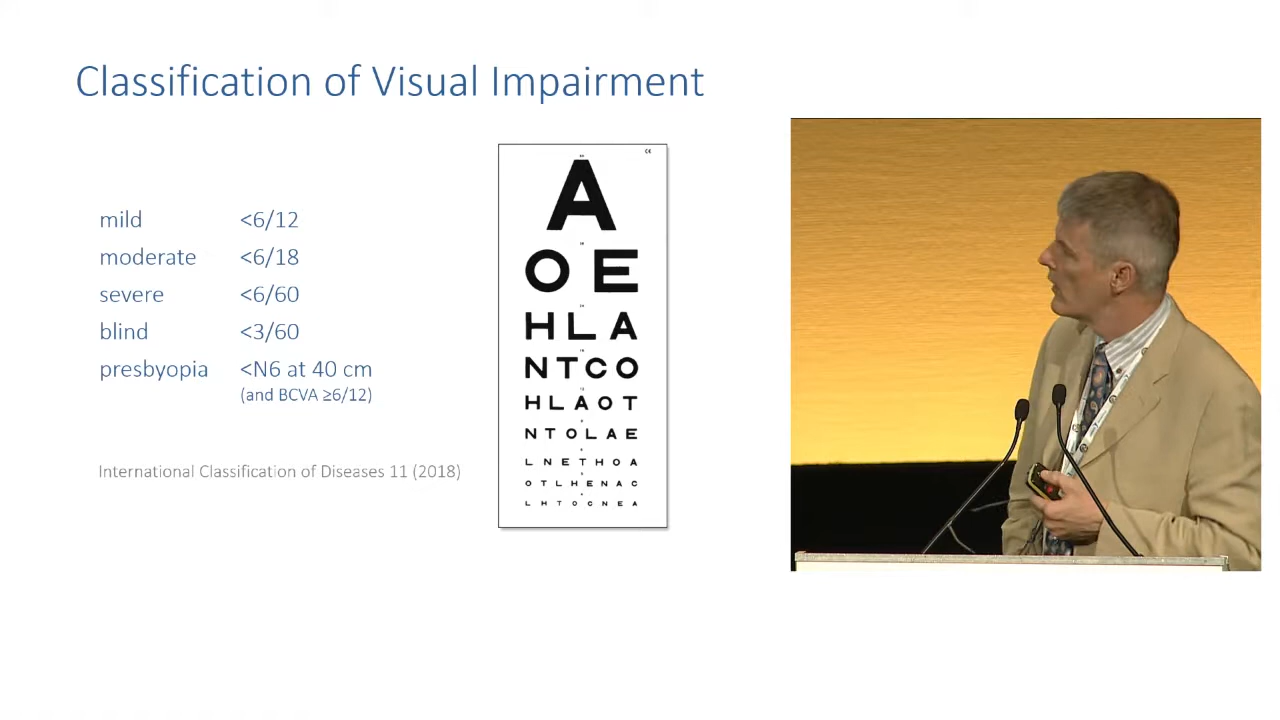 Classification of Visual Impairment
mild <6/12
moderate <6/18
severe <6/60
blind <3/60
presbyopia <N6 at 40 cm
(and BCVA ≥6/12)
International Classification of Diseases 11 (2018)
A
O E
H L A
N T C O
H L A O T
N T O L A E
L N E T H O A
O T L H E N A C
L H T O C N E A